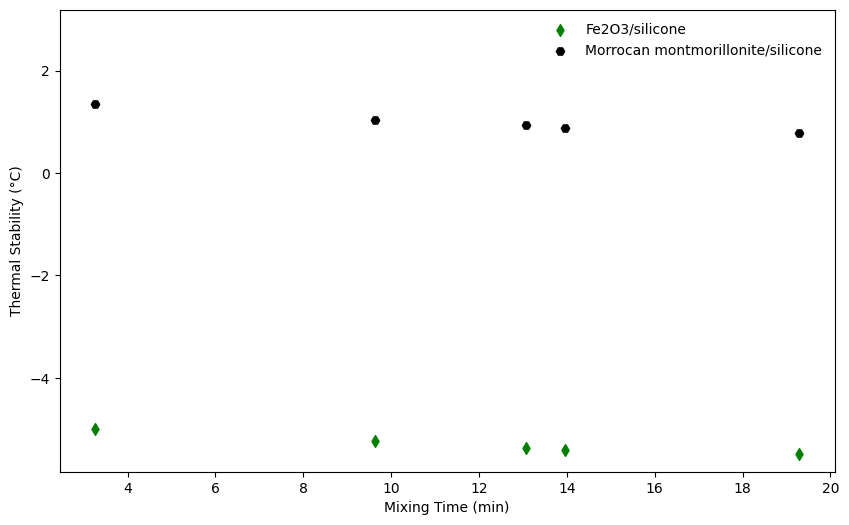 Fe2O3/silicone
Morrocan montmorillonite/silicone
2
0
−2
−4
Thermal Stability (°C)
4 6 8 10 12 14 16 18 20
Mixing Time (min)